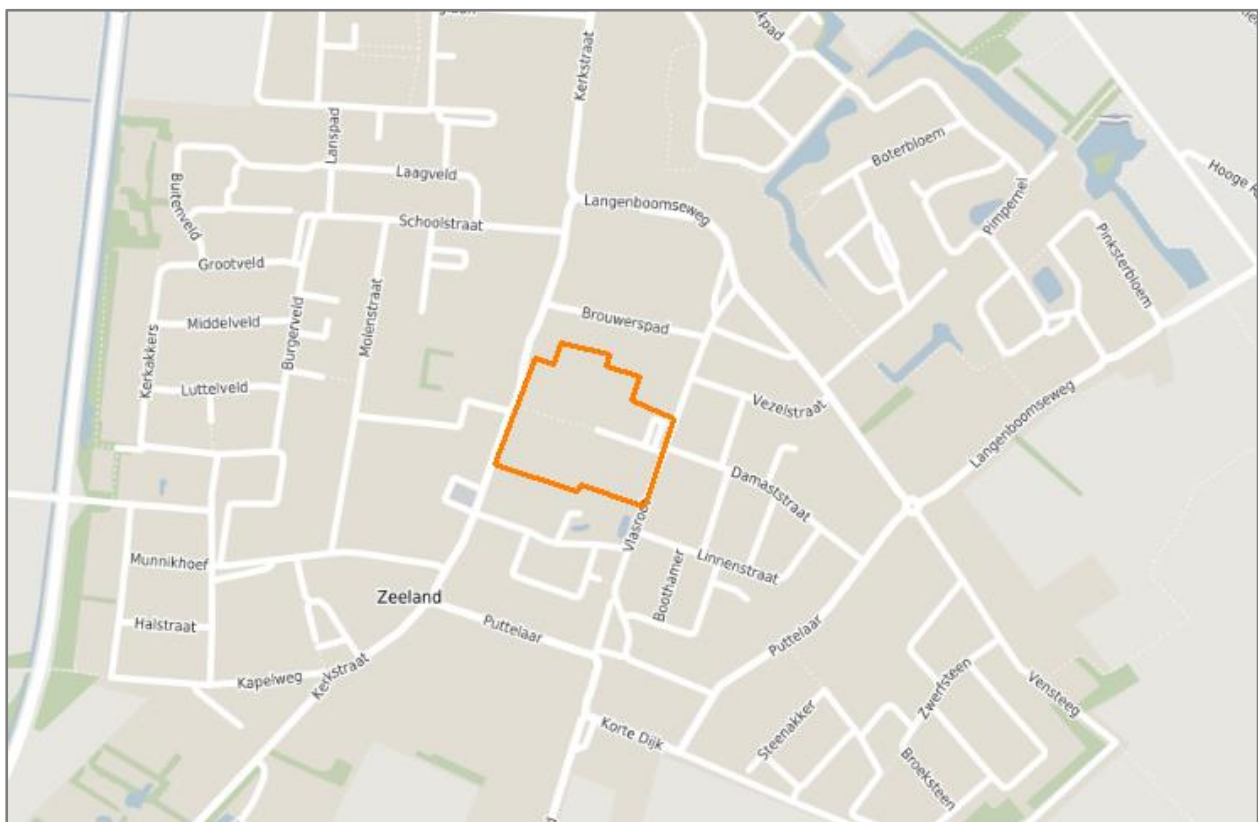 Kerkstraat
Lanspad
Laagveld
Boterbloem
Hooge
Buitenveld
Langenboomseweg
Pimpernel
Schoolstraat
Pinksterbloem
Grootveld
Middelveld
Brouwerspad
Burgerveld
Molenstraat
Kerkakkers
Luttelveld
Vezelstraat
Langenboomseweg
Damaststraat
Munnikhoef
Linnenstraat
Boothamer
Zeeland
Halstraat
Puttelaar
Puttelaar
Kapelweg
Kerkstraat
Zwerfsteen
Vensteeg
Steenakker
Korte Dijk
Broeksteen